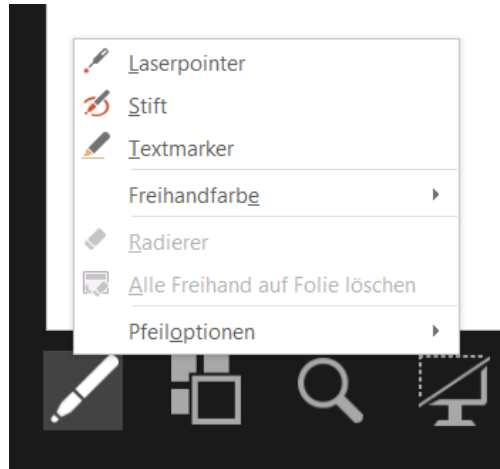 Laserpointer
Stift
Textmarker
Freihandfarbe
Radierer
Alle Freihand auf Folie löschen
Pfeiloptionen